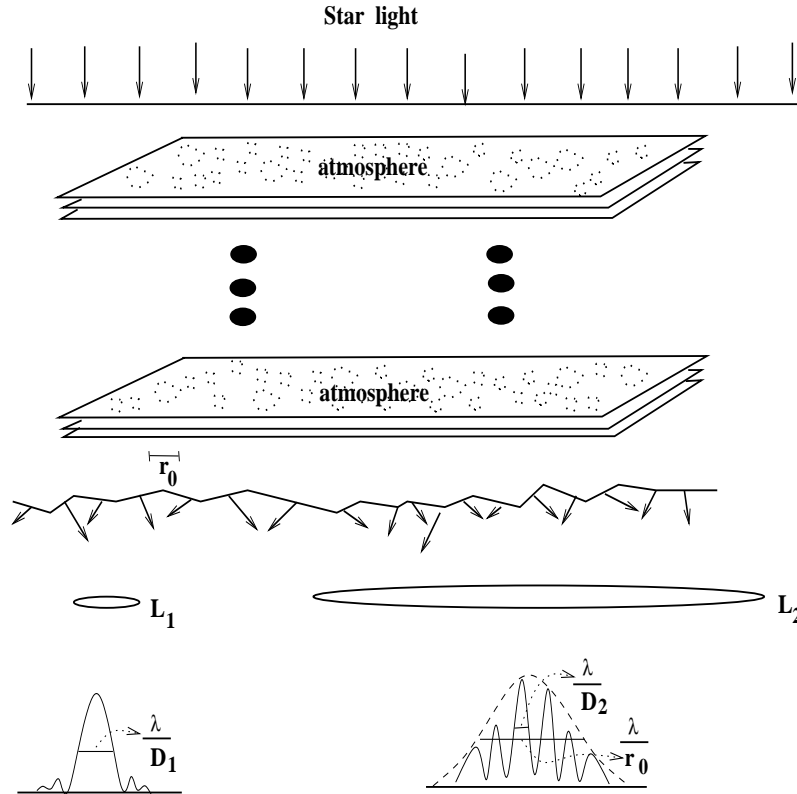 Star light
atmosphere
atmosphere
r0
L1
L2
λ
D1
λ
D2
λ
r0